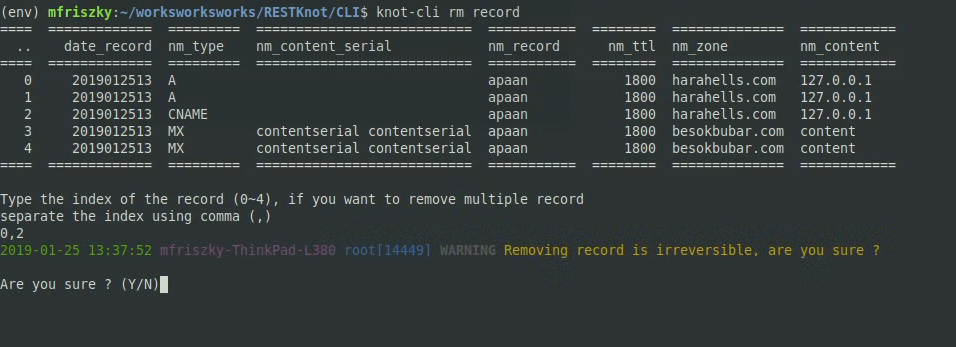 (env) mfriszky:~/worksworksworks/RESTKnot/CLI$ knot-cli rm record
====  =============  =========  ===========================  ===========  ========  ==============  ============
  ..    date_record  nm_type    nm_content_serial            nm_record      nm_ttl  nm_zone         nm_content
====  =============  =========  ===========================  ===========  ========  ==============  ============
   0     2019012513  A                                       apaan            1800  harahells.com   127.0.0.1
   1     2019012513  A                                       apaan            1800  harahells.com   127.0.0.1
   2     2019012513  CNAME                                   apaan            1800  harahells.com   127.0.0.1
   3     2019012513  MX         contentserial contentserial  apaan            1800  besokbubar.com  content
   4     2019012513  MX         contentserial contentserial  apaan            1800  besokbubar.com  content
====  =============  =========  ===========================  ===========  ========  ==============  ============
Type the index of the record (0~4), if you want to remove multiple record
separate the index using comma (,)
0,2
2019-01-25 13:37:52 mfriszky-ThinkPad-L380 root[14449] WARNING Removing record is irreversible, are you sure ?
Are you sure ? (Y/N)